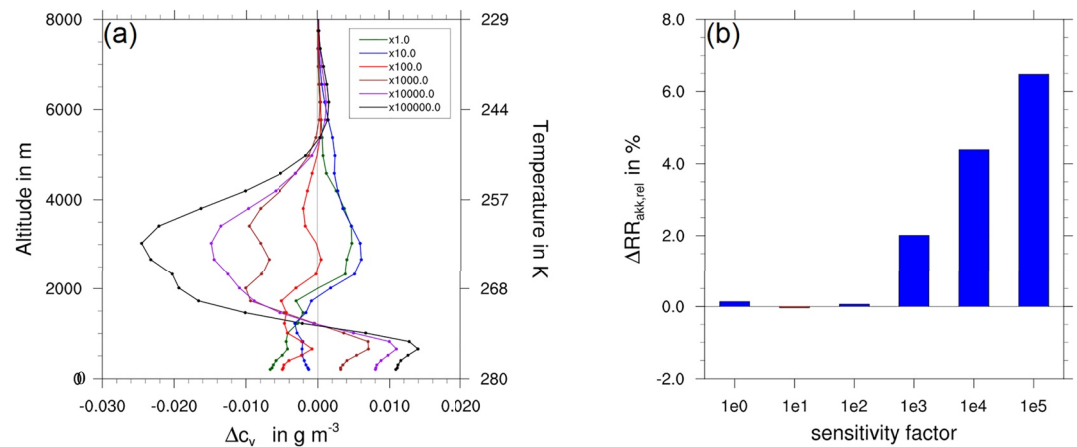 (a)
8000
6000
4000
2000
0
0
Altitude in m
-0.030
-0.020
-0.010
0.000
0.010
0.020
Δcᵥ in g m⁻³
229
244
257
268
280
Temperature in K
x1.0
x10.0
x100.0
x1000.0
x10000.0
x100000.0
(b)
8.0
6.0
4.0
2.0
0.0
-2.0
ΔRRakk,rel in %
1e0
1e1
1e2
1e3
1e4
1e5
sensitivity factor